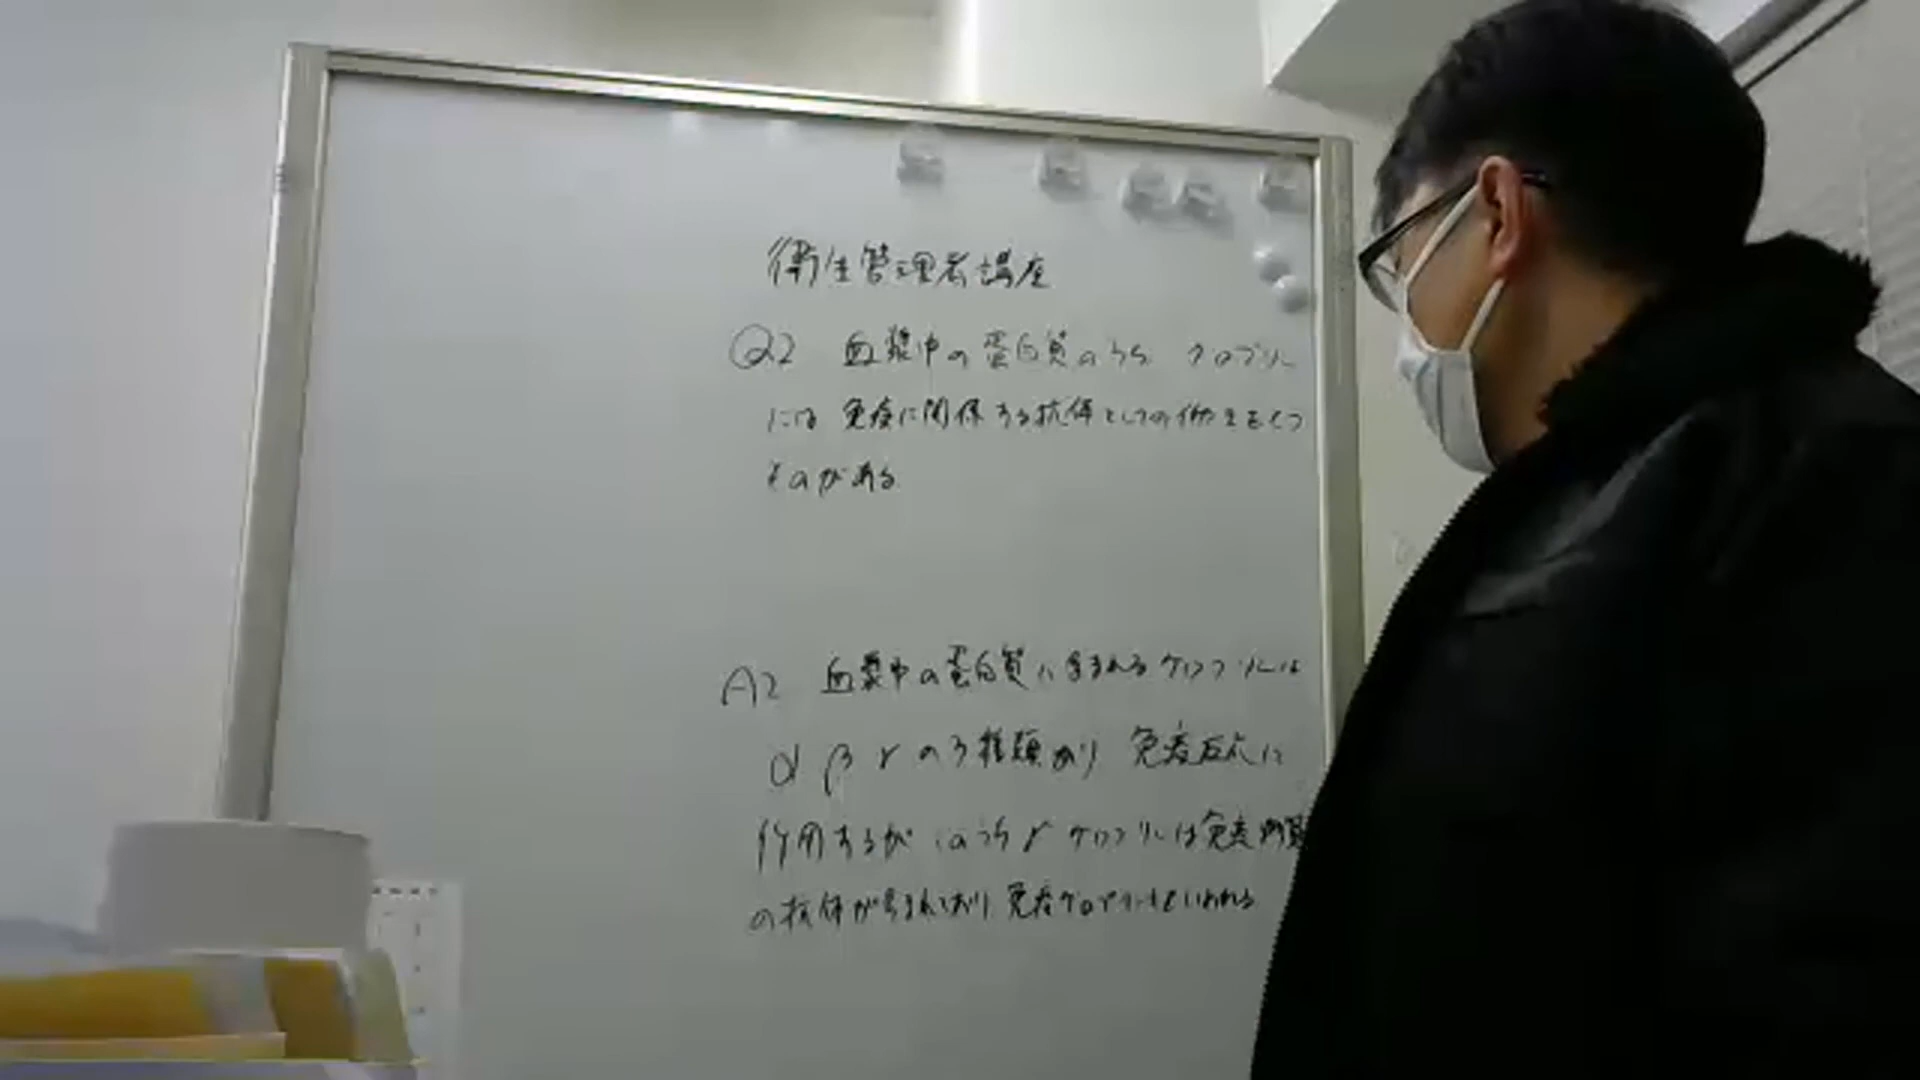 衛生管理者講座
Q2 血漿中の蛋白質のうち グロブリン
には 免疫に関係する抗体としての働きをもつ
ものがある
A2 血漿中の蛋白質に含まれるグロブリンは
α β γ の3種類あり 免疫反応に
作用するが このうちγグロブリンは免疫物質
の抗体が含まれており 免疫グロブリンともいわれる